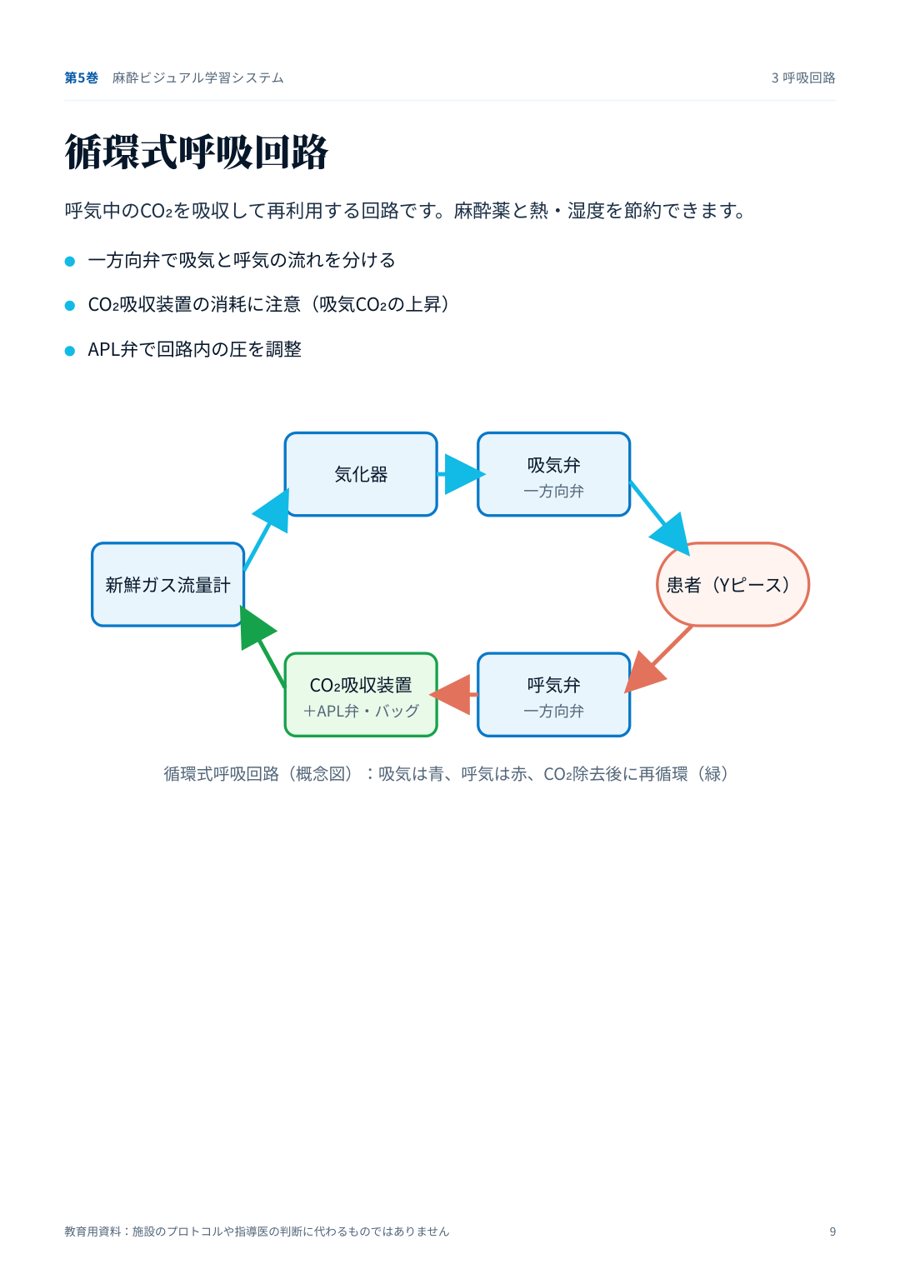 第5巻 麻酔ビジュアル学習システム
3 呼吸回路
循環式呼吸回路
呼気中のCO₂を吸収して再利用する回路です。麻酔薬と熱・湿度を節約できます。
一方向弁で吸気と呼気の流れを分ける
CO₂吸収装置の消耗に注意（吸気CO₂の上昇）
APL弁で回路内の圧を調整
気化器
吸気弁
一方向弁
新鮮ガス流量計
患者（Yピース）
CO₂吸収装置
＋APL弁・バッグ
呼気弁
一方向弁
循環式呼吸回路（概念図）：吸気は青、呼気は赤、CO₂除去後に再循環（緑）
教育用資料：施設のプロトコルや指導医の判断に代わるものではありません
9